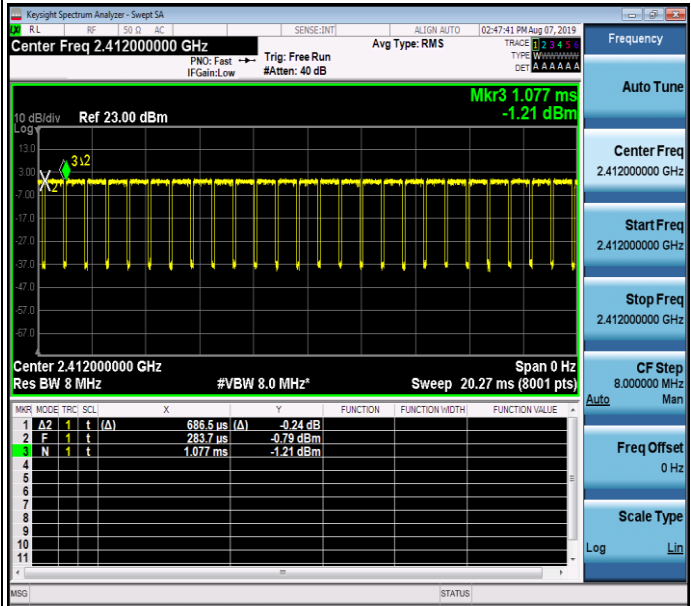 Keysight Spectrum Analyzer - Swept SA
RL RF 50 Ω AC SENSE:INT ALIGN AUTO 02:47:41 PM Aug 07, 2019
Center Freq 2.412000000 GHz
PNO: Fast
IFGain:Low
Trig: Free Run
#Atten: 40 dB
Avg Type: RMS
TRACE 1 2 3 4 5 6
TYPE W
DET A A A A A A
Mkr3 1.077 ms
-1.21 dBm
10 dB/div Ref 23.00 dBm
Log
13.0
3.00
-7.00
-17.0
-27.0
-37.0
-47.0
-57.0
-67.0
Center 2.412000000 GHz Span 0 Hz
Res BW 8 MHz #VBW 8.0 MHz* Sweep 20.27 ms (8001 pts)
MKR MODE TRC SCL X Y FUNCTION FUNCTION WIDTH FUNCTION VALUE
1 Δ2 1 t (Δ) 686.5 µs (Δ) -0.24 dB
2 F 1 t 283.7 µs -0.79 dBm
3 N 1 t 1.077 ms -1.21 dBm
4
5
6
7
8
9
10
11
MSG STATUS
Frequency
Auto Tune
Center Freq
2.412000000 GHz
Start Freq
2.412000000 GHz
Stop Freq
2.412000000 GHz
CF Step
8.000000 MHz
Auto Man
Freq Offset
0 Hz
Scale Type
Log Lin